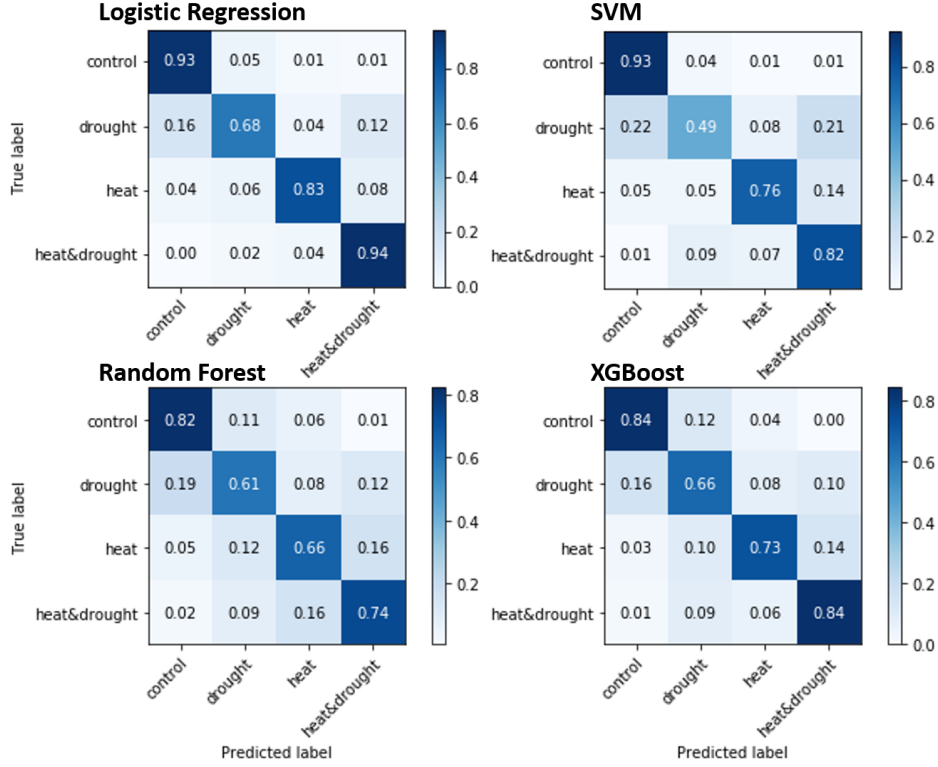 Logistic Regression
control 0.93 0.05 0.01 0.01
drought 0.16 0.68 0.04 0.12
heat 0.04 0.06 0.83 0.08
heat&drought 0.00 0.02 0.04 0.94
control drought heat heat&drought
True label
0.8
0.6
0.4
0.2
0.0
SVM
control 0.93 0.04 0.01 0.01
drought 0.22 0.49 0.08 0.21
heat 0.05 0.05 0.76 0.14
heat&drought 0.01 0.09 0.07 0.82
control drought heat heat&drought
0.8
0.6
0.4
0.2
Random Forest
control 0.82 0.11 0.06 0.01
drought 0.19 0.61 0.08 0.12
heat 0.05 0.12 0.66 0.16
heat&drought 0.02 0.09 0.16 0.74
control drought heat heat&drought
True label
Predicted label
0.8
0.6
0.4
0.2
XGBoost
control 0.84 0.12 0.04 0.00
drought 0.16 0.66 0.08 0.10
heat 0.03 0.10 0.73 0.14
heat&drought 0.01 0.09 0.06 0.84
control drought heat heat&drought
Predicted label
0.8
0.6
0.4
0.2
0.0